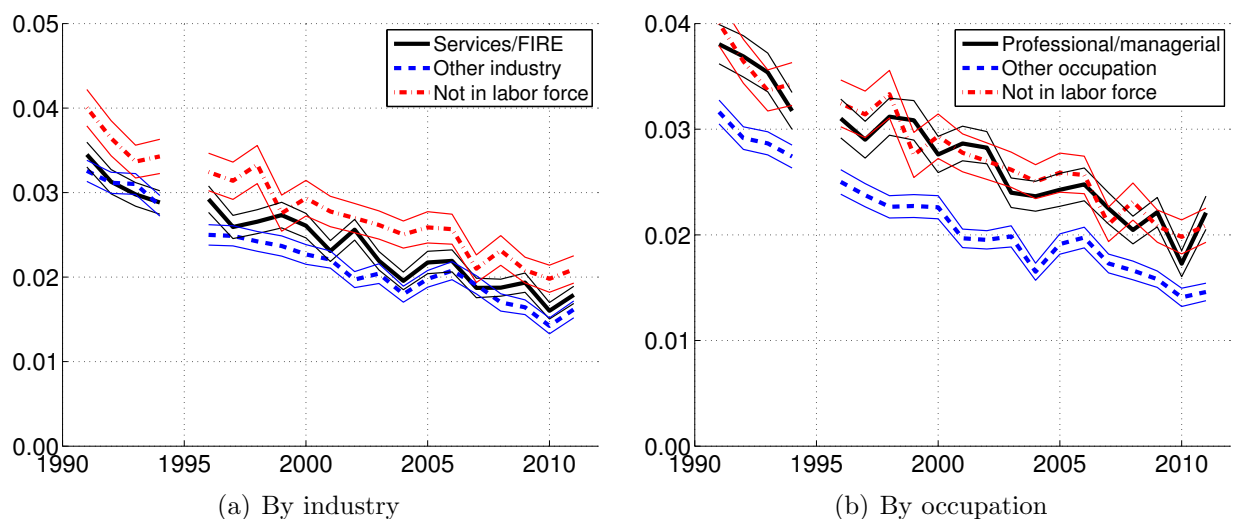 0.05
0.04
0.03
0.02
0.01
0.00
1990 1995 2000 2005 2010
Services/FIRE
Other industry
Not in labor force
(a) By industry
0.04
0.03
0.02
0.01
0.00
1990 1995 2000 2005 2010
Professional/managerial
Other occupation
Not in labor force
(b) By occupation